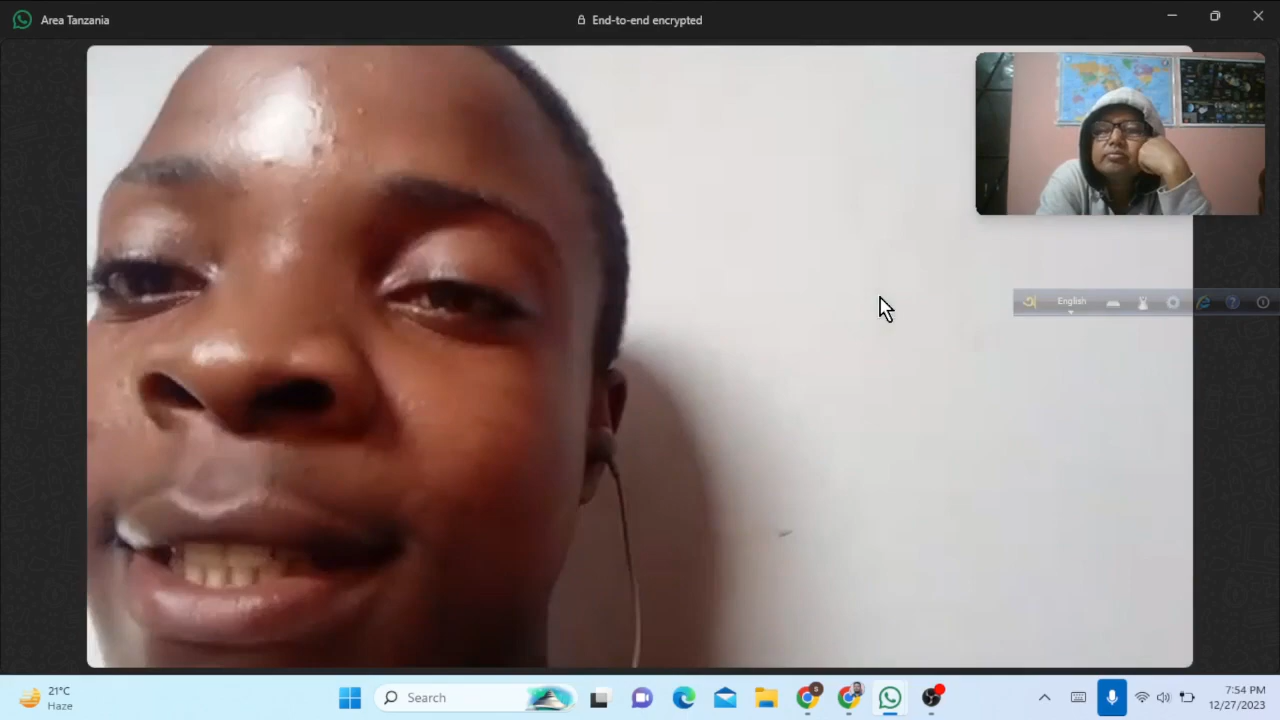 Area Tanzania
End-to-end encrypted
English
21°C
Haze
Search
7:54 PM
12/27/2023